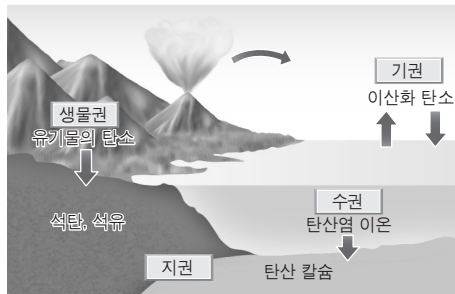 기권
이산화 탄소
생물권
유기물의 탄소
석탄, 석유
수권
탄산염 이온
지권
탄산 칼슘